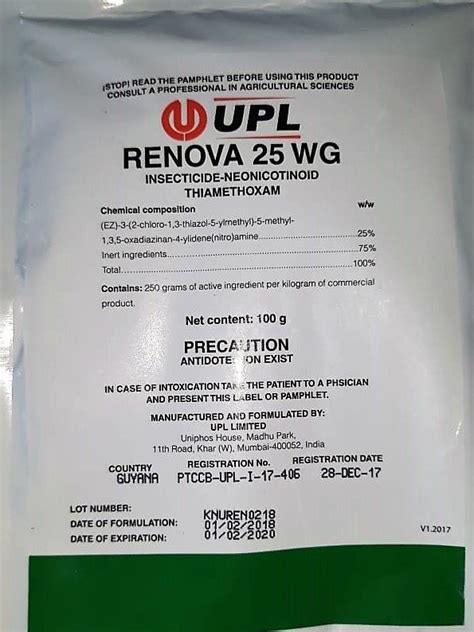 ¡STOP! READ THE PAMPHLET BEFORE USING THIS PRODUCT
CONSULT A PROFESSIONAL IN AGRICULTURAL SCIENCES
UPL
RENOVA 25 WG
INSECTICIDE-NEONICOTINOID
THIAMETHOXAM
Chemical composition w/w
(EZ)-3-(2-chloro-1,3-thiazol-5-ylmethyl)-5-methyl-
1,3,5-oxadiazinan-4-ylidene(nitro)amine..................... 25%
Inert ingredients..................... 75%
Total..................... 100%
Contains: 250 grams of active ingredient per kilogram of commercial
product.
Net content: 100 g
PRECAUTION
EXIST
IN CASE OF INTOXICATION THE PATIENT TO A PHSICIAN
AND PRESENT THIS LABEL OR PAMPHLET.
MANUFACTURED AND FORMULATED BY:
UPL LIMITED
Uniphos House, Madhu Park,
11th Road, Khar (W), Mumbai-400052, India
COUNTRY REGISTRATION No. REGISTRATION DATE
GUYANA PTCCB-UPL-I-17-406 28-DEC-17
LOT NUMBER: KNUREN0218
DATE OF FORMULATION: 01/02/2018
DATE OF EXPIRATION: 01/02/2020
V1.2017